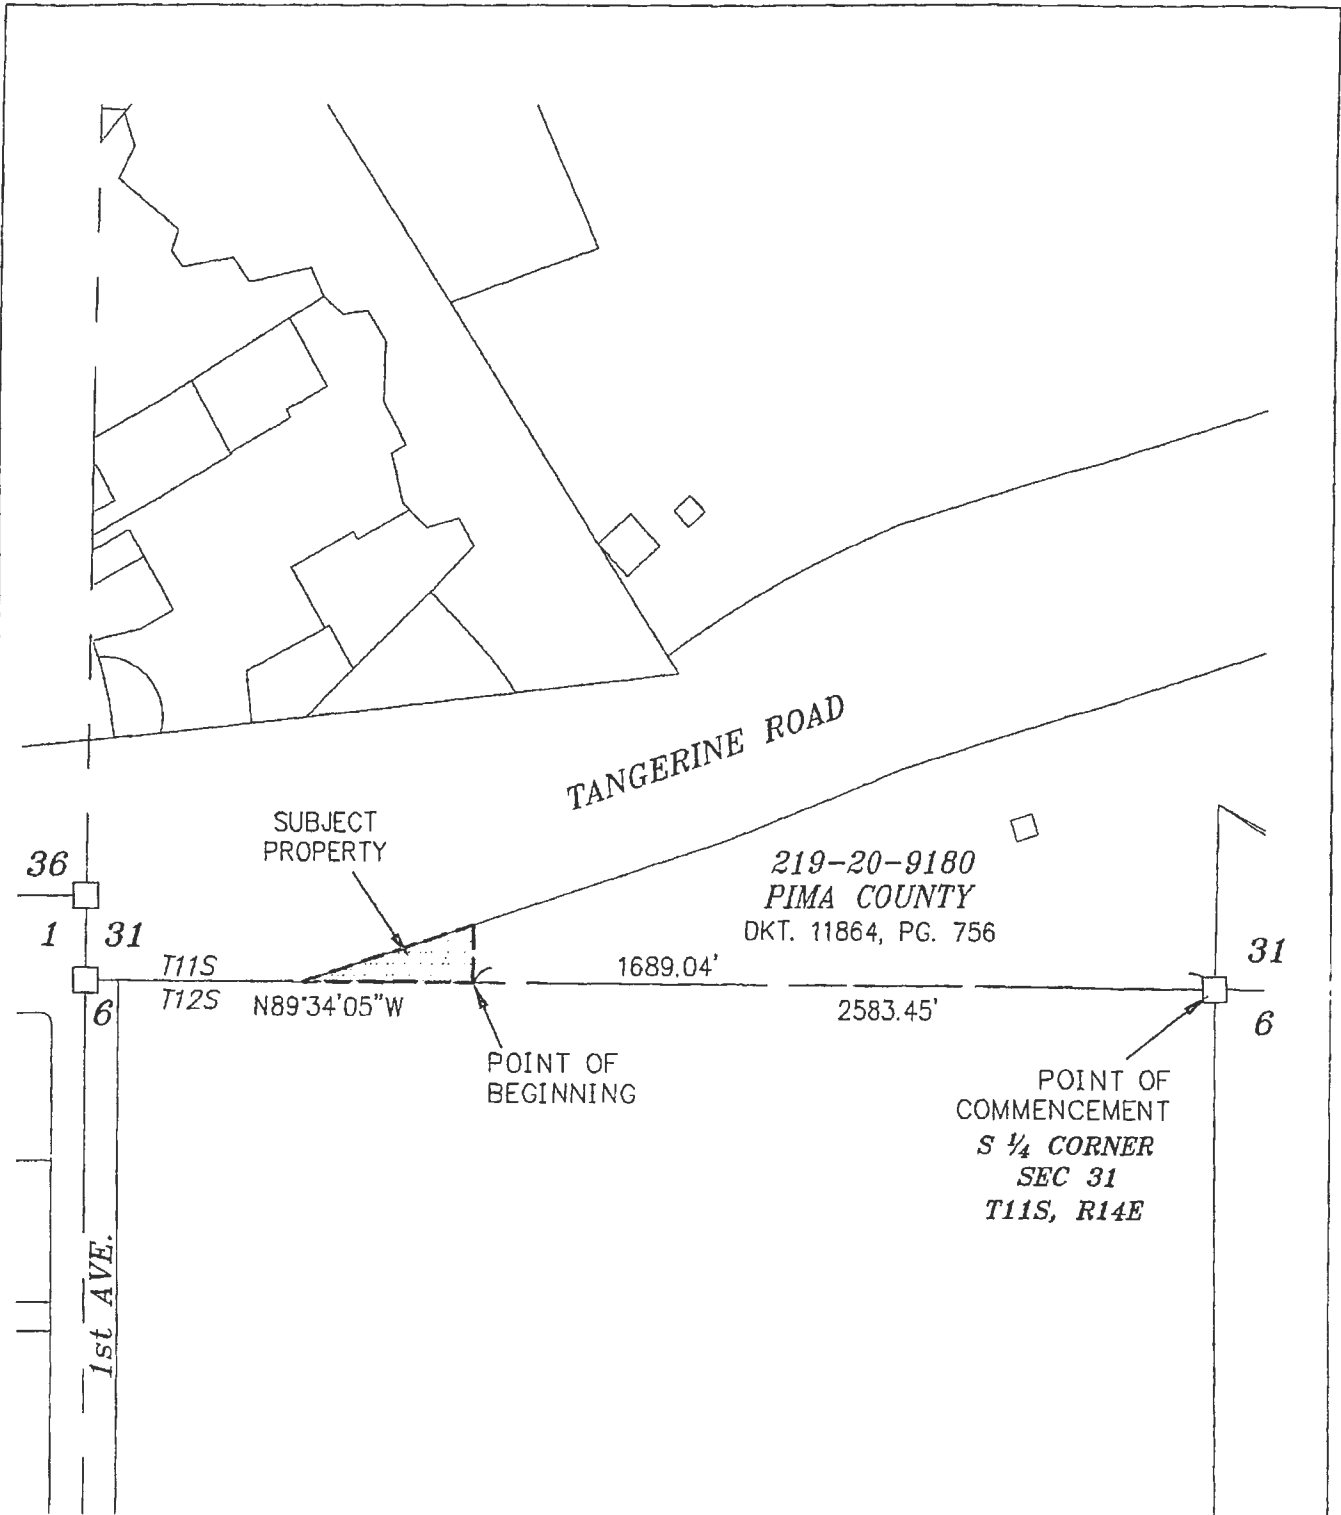 TANGERINE ROAD
SUBJECT
PROPERTY
36
1
31
219-20-9180
PIMA COUNTY
DKT. 11864, PG. 756
T11S
T12S
6
N89°34'05"W
1689.04'
2583.45'
31
6
POINT OF
BEGINNING
POINT OF
COMMENCEMENT
S ¼ CORNER
SEC 31
T11S, R14E
1st AVE.